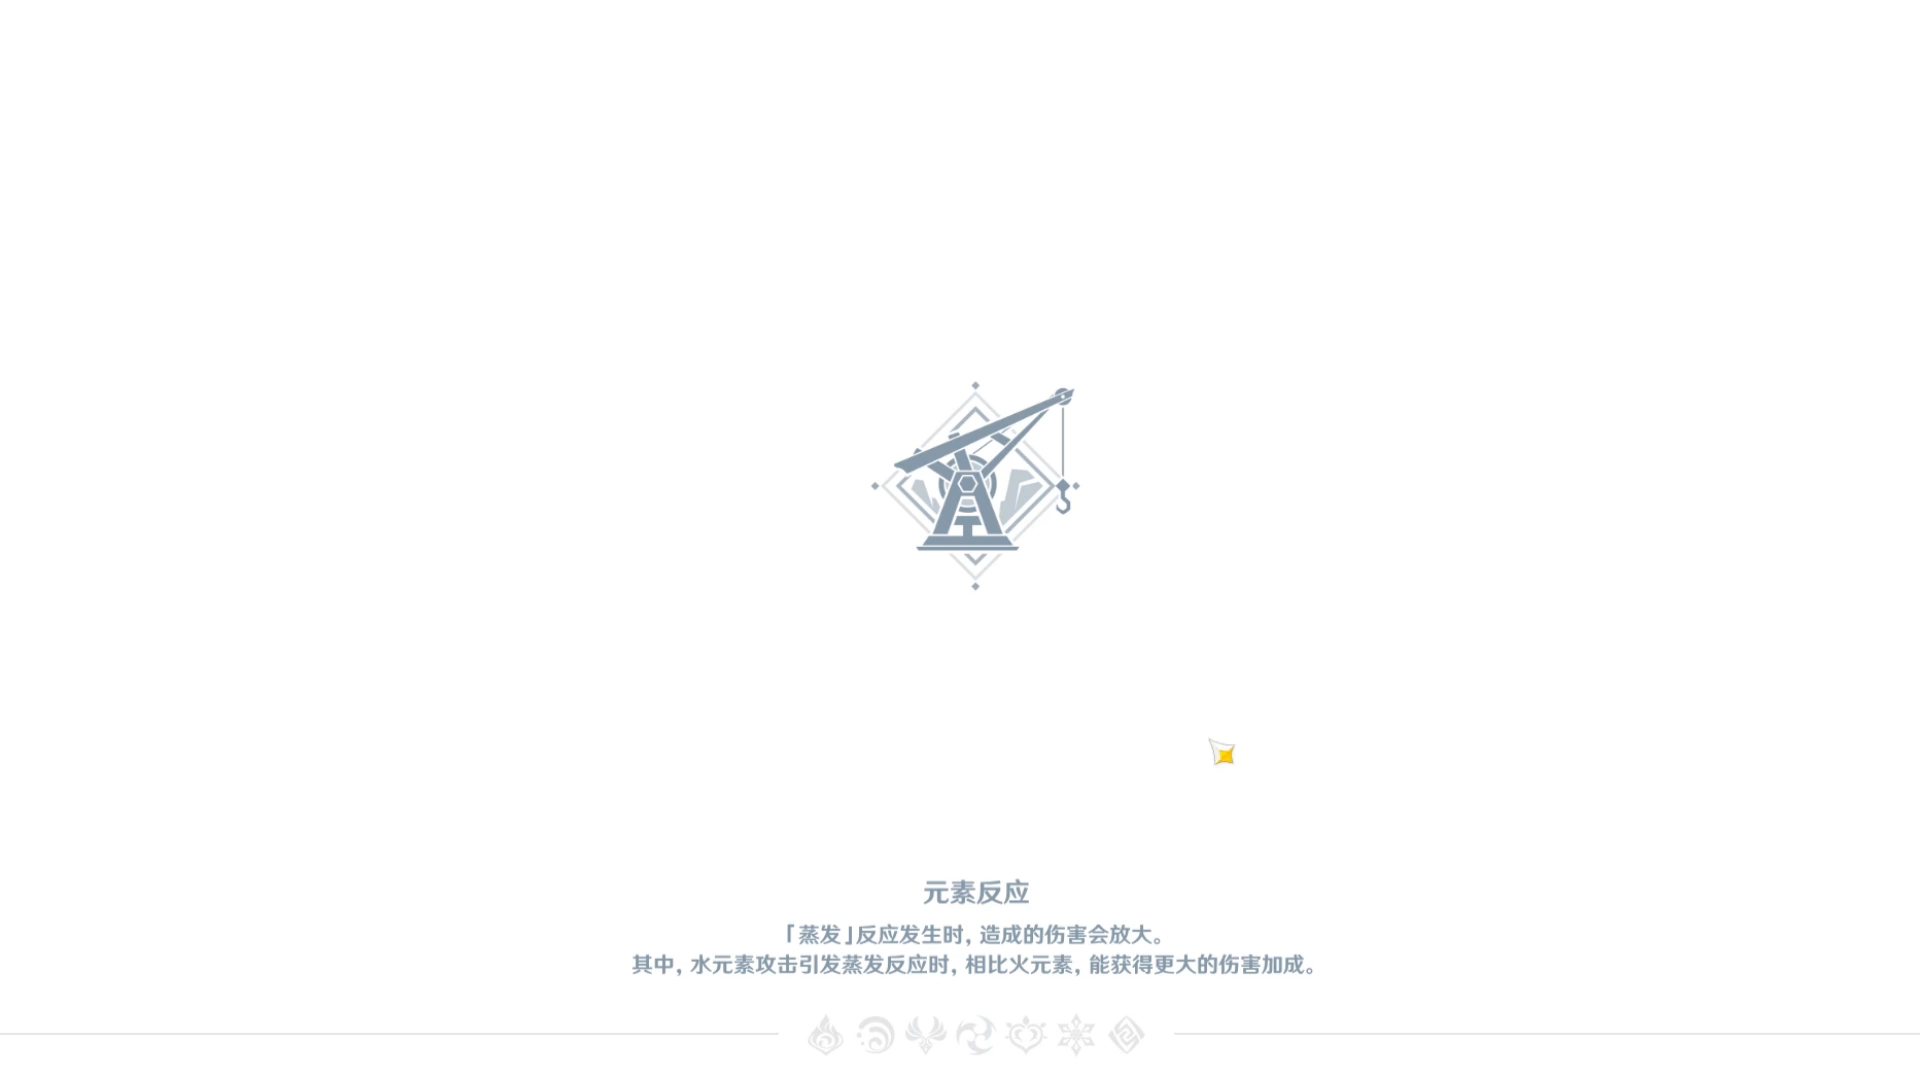 元素反应
「蒸发」反应发生时,造成的伤害会放大。
其中,水元素攻击引发蒸发反应时,相比火元素,能获得更大的伤害加成。